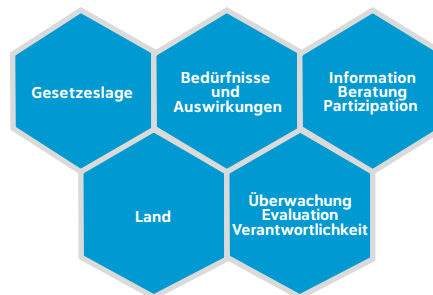 Gesetzeslage
Bedürfnisse
und
Auswirkungen
Information
Beratung
Partizipation
Land
Überwachung
Evaluation
Verantwortlichkeit